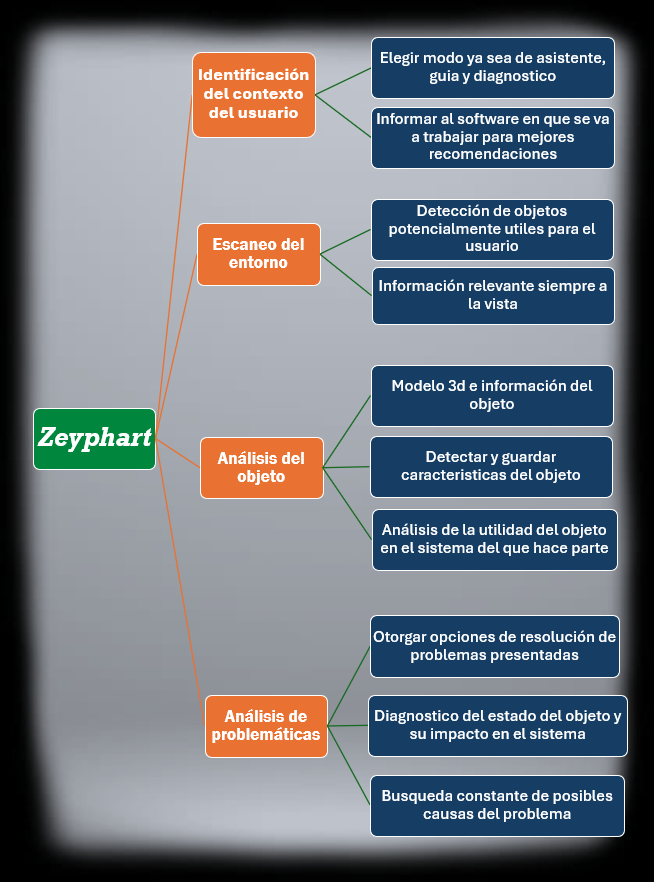 Identificación
del contexto
del usuario
Elegir modo ya sea de asistente,
guia y diagnostico
Informar al software en que se va
a trabajar para mejores
recomendaciones
Escaneo del
entorno
Detección de objetos
potencialmente utiles para el
usuario
Información relevante siempre a
la vista
Zeyphart
Análisis del
objeto
Modelo 3d e información del
objeto
Detectar y guardar
caracteristicas del objeto
Análisis de la utilidad del objeto
en el sistema del que hace parte
Análisis de
problemáticas
Otorgar opciones de resolución de
problemas presentadas
Diagnostico del estado del objeto y
su impacto en el sistema
Busqueda constante de posibles
causas del problema